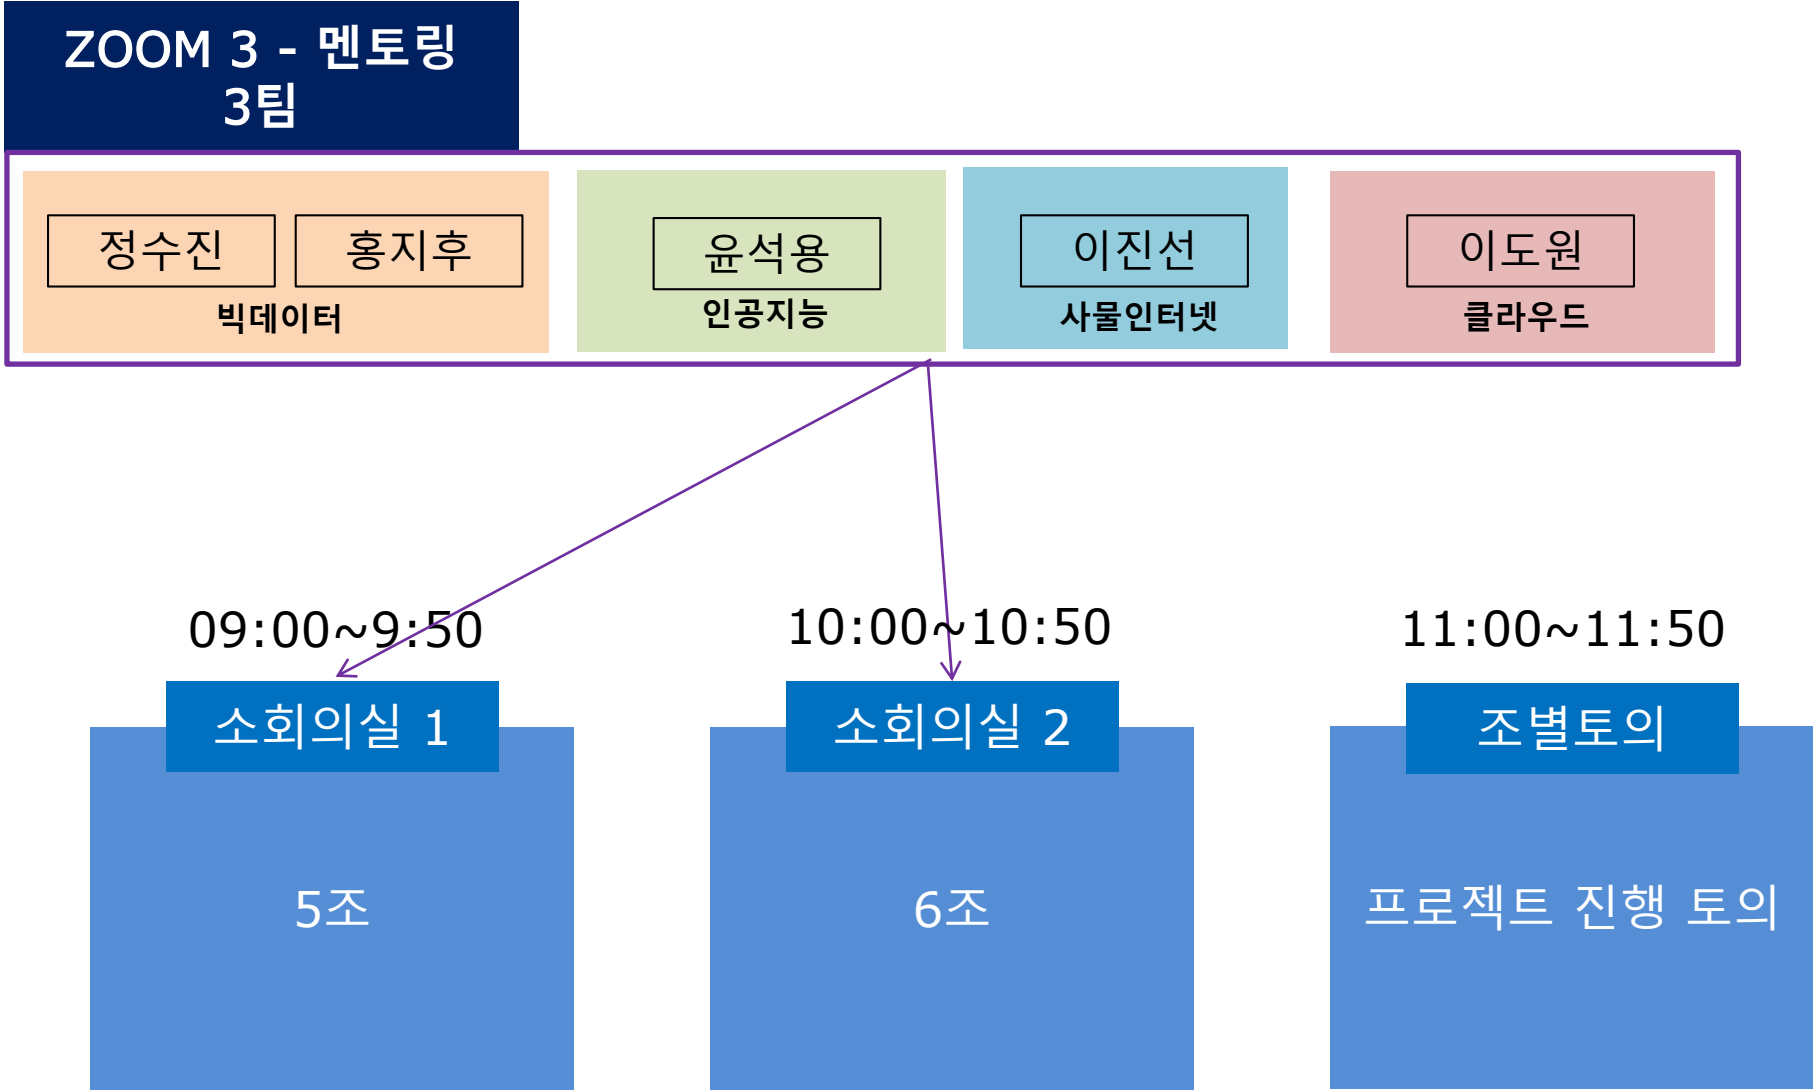 ZOOM 3 - 멘토링
3팀
정수진 홍지후 윤석용 이진선 이도원
빅데이터 인공지능 사물인터넷 클라우드
09:00~9:50 10:00~10:50 11:00~11:50
소회의실 1 소회의실 2 조별토의
5조 6조 프로젝트 진행 토의